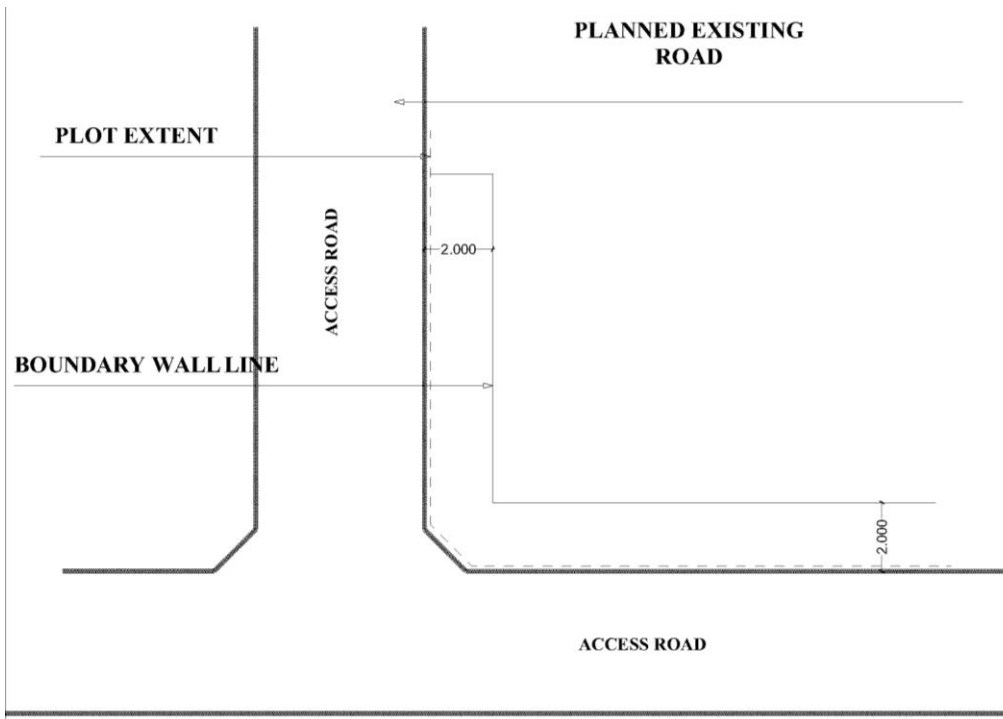 PLANNED EXISTING
ROAD
PLOT EXTENT
ACCESS ROAD
2.000
BOUNDARY WALL LINE
2.000
ACCESS ROAD